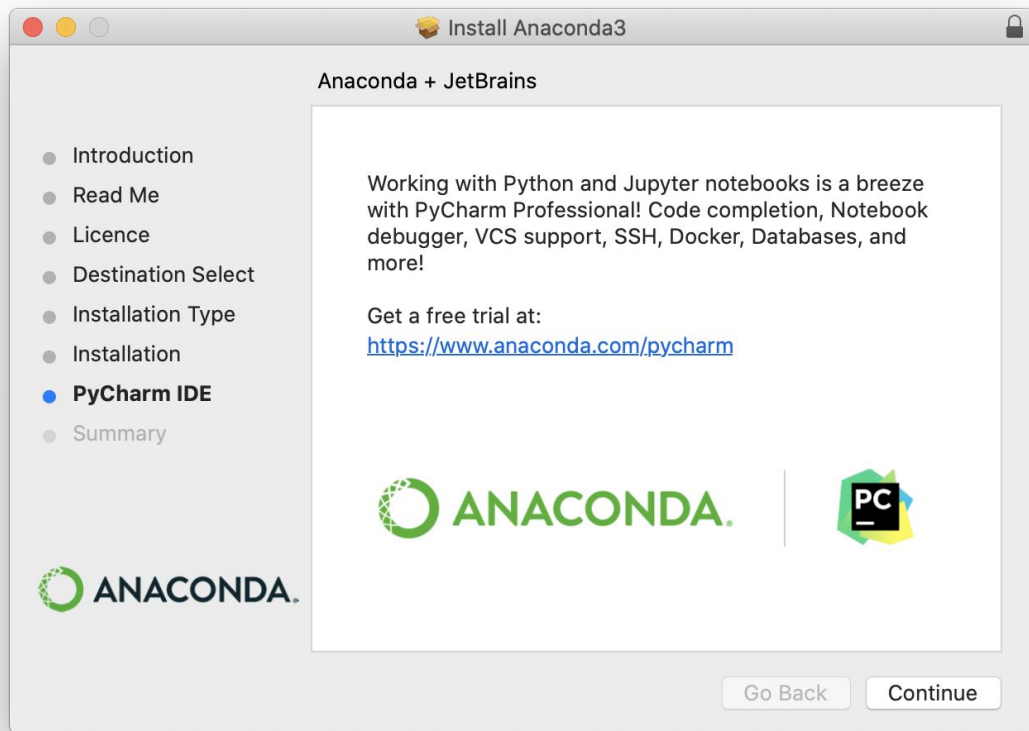 Install Anaconda3
Anaconda + JetBrains
Introduction
Read Me
Licence
Destination Select
Installation Type
Installation
PyCharm IDE
Summary
Working with Python and Jupyter notebooks is a breeze
with PyCharm Professional! Code completion, Notebook
debugger, VCS support, SSH, Docker, Databases, and
more!
Get a free trial at:
https://www.anaconda.com/pycharm
ANACONDA.
PC
ANACONDA.
Go Back
Continue